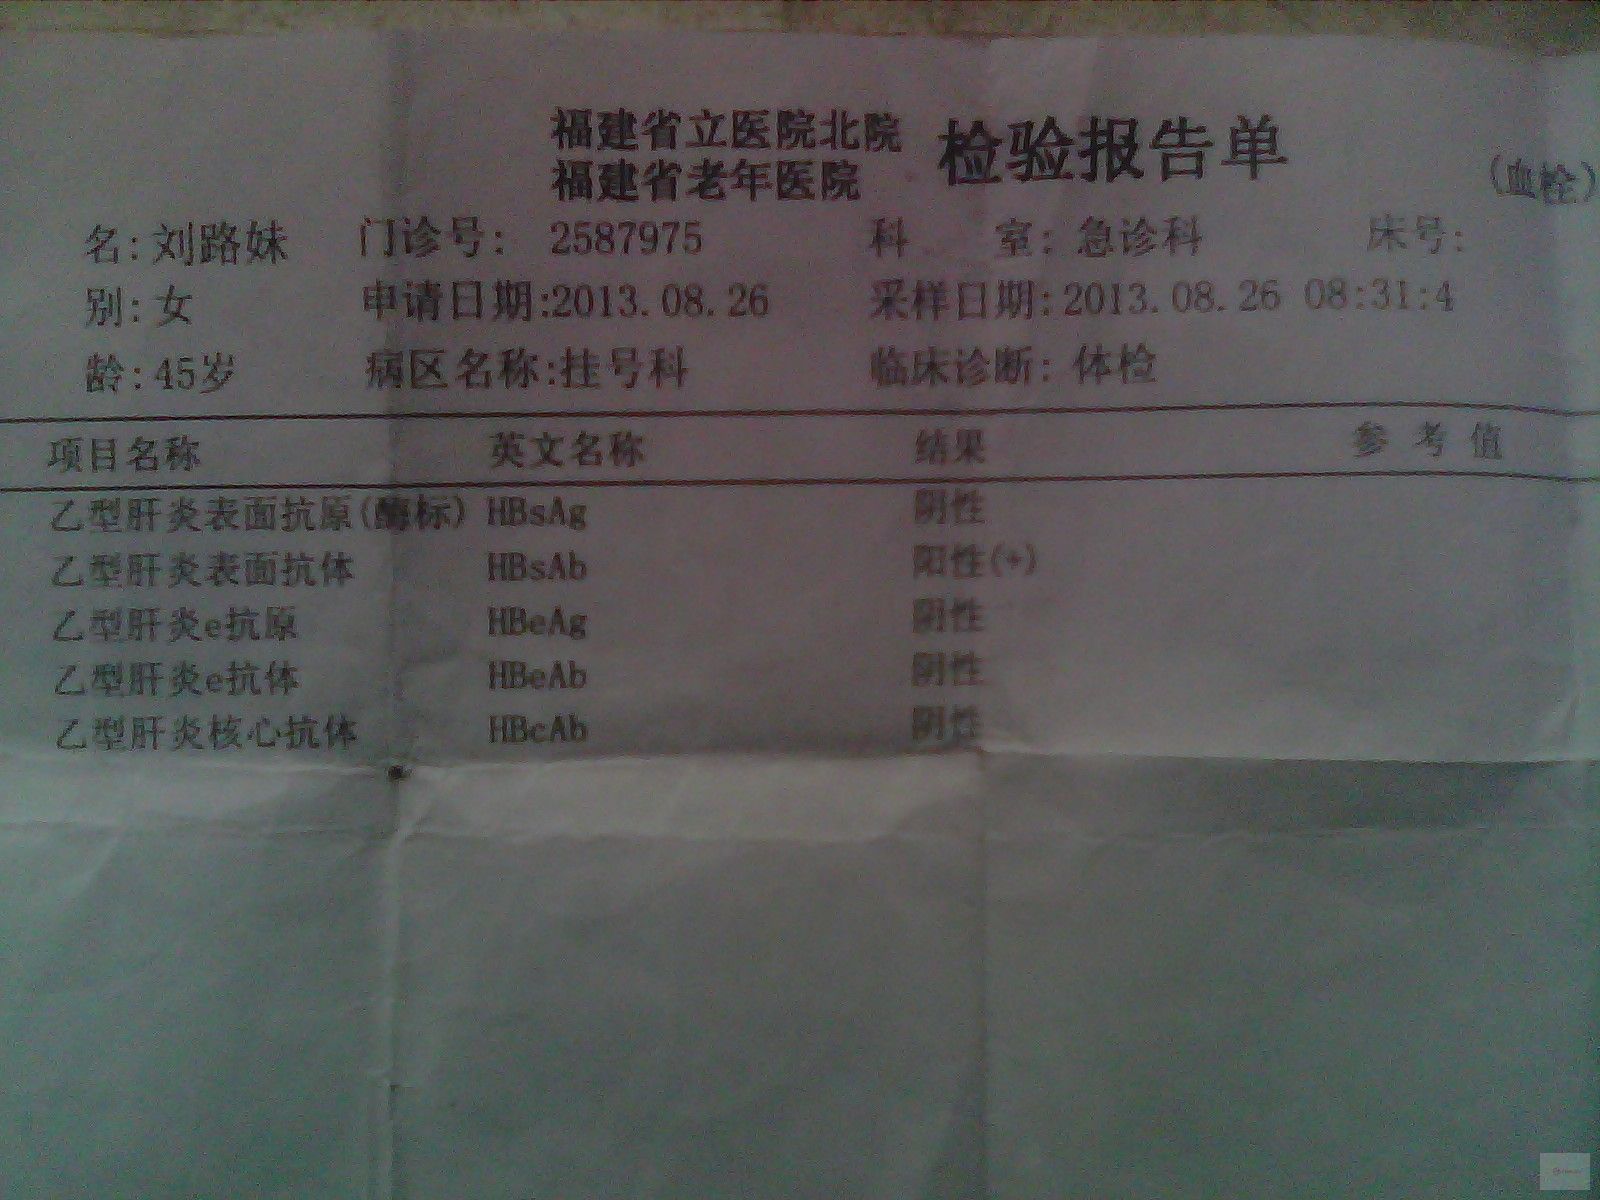 福建省立医院北院
福建省老年医院
检验报告单
(血栓)
名: 刘路妹 门诊号: 2587975 科 室: 急诊科 床号:
别: 女 申请日期:2013.08.26 采样日期: 2013.08.26 08:31:4
龄: 45岁 病区名称:挂号科 临床诊断: 体检
项目名称 英文名称 结果 参考值
乙型肝炎表面抗原(酶标) HBsAg 阴性
乙型肝炎表面抗体 HBsAb 阳性(+)
乙型肝炎e抗原 HBeAg 阴性
乙型肝炎e抗体 HBeAb 阴性
乙型肝炎核心抗体 HBcAb 阴性